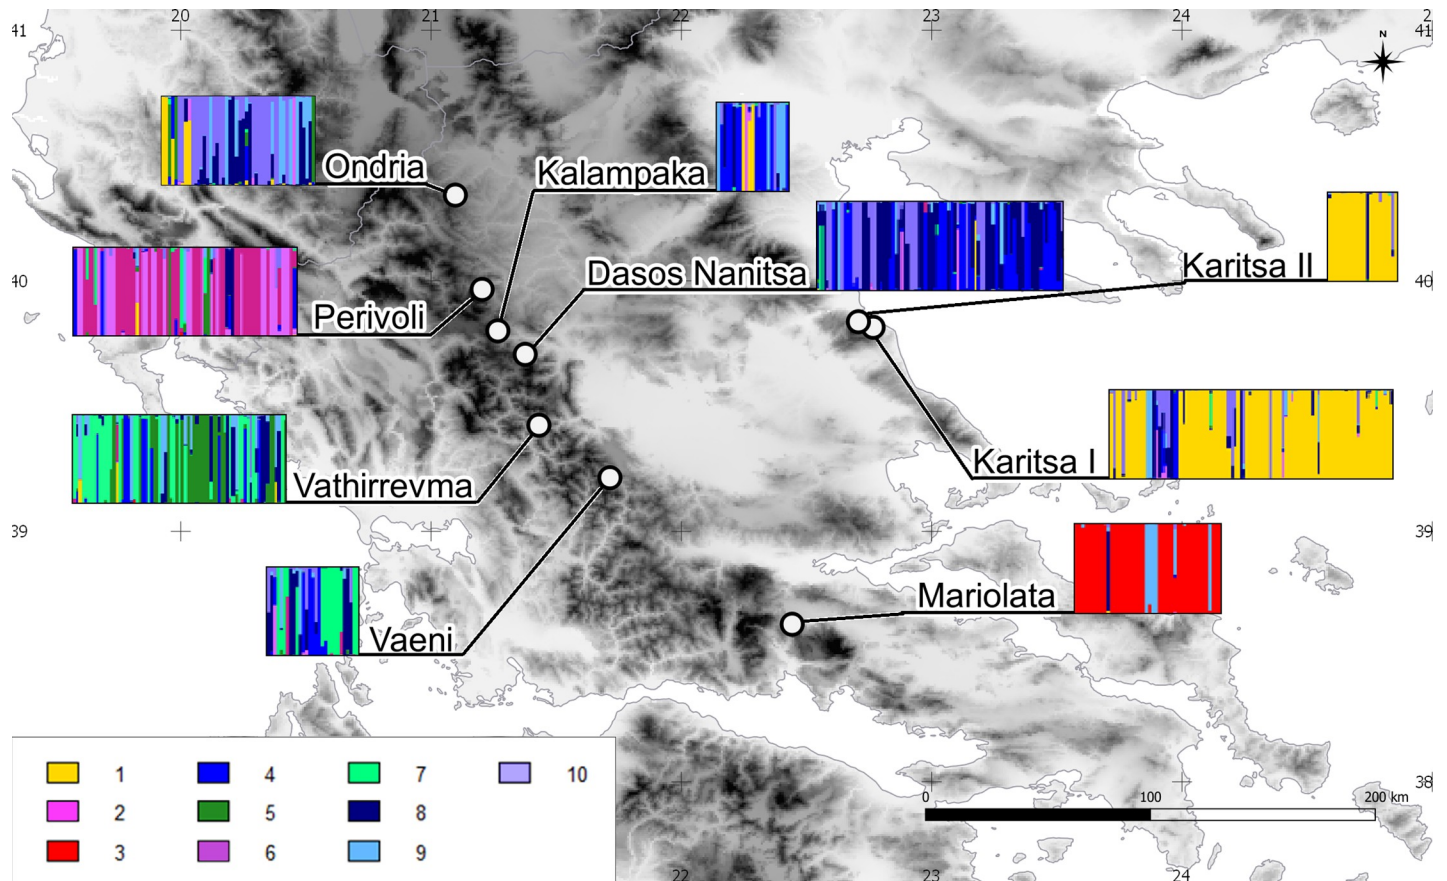 20 21 22 23 24 2
41 41
N
Ondria
Kalampaka
Dasos Nanitsa
Karitsa II
40 40
Perivoli
Karitsa I
Vathirrevma
39 39
Mariolata
Vaeni
1 4 7 10
2 5 8
3 6 9
38
0 100 200 km
22 23 24